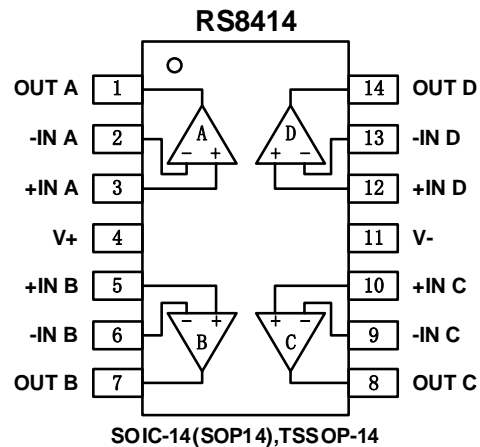 RS8414
OUT A 1 14 OUT D
-IN A 2 A D 13 -IN D
- + + -
+IN A 3 12 +IN D
V+ 4 11 V-
+IN B 5 10 +IN C
- + + -
-IN B 6 B C 9 -IN C
OUT B 7 8 OUT C
SOIC-14(SOP14),TSSOP-14